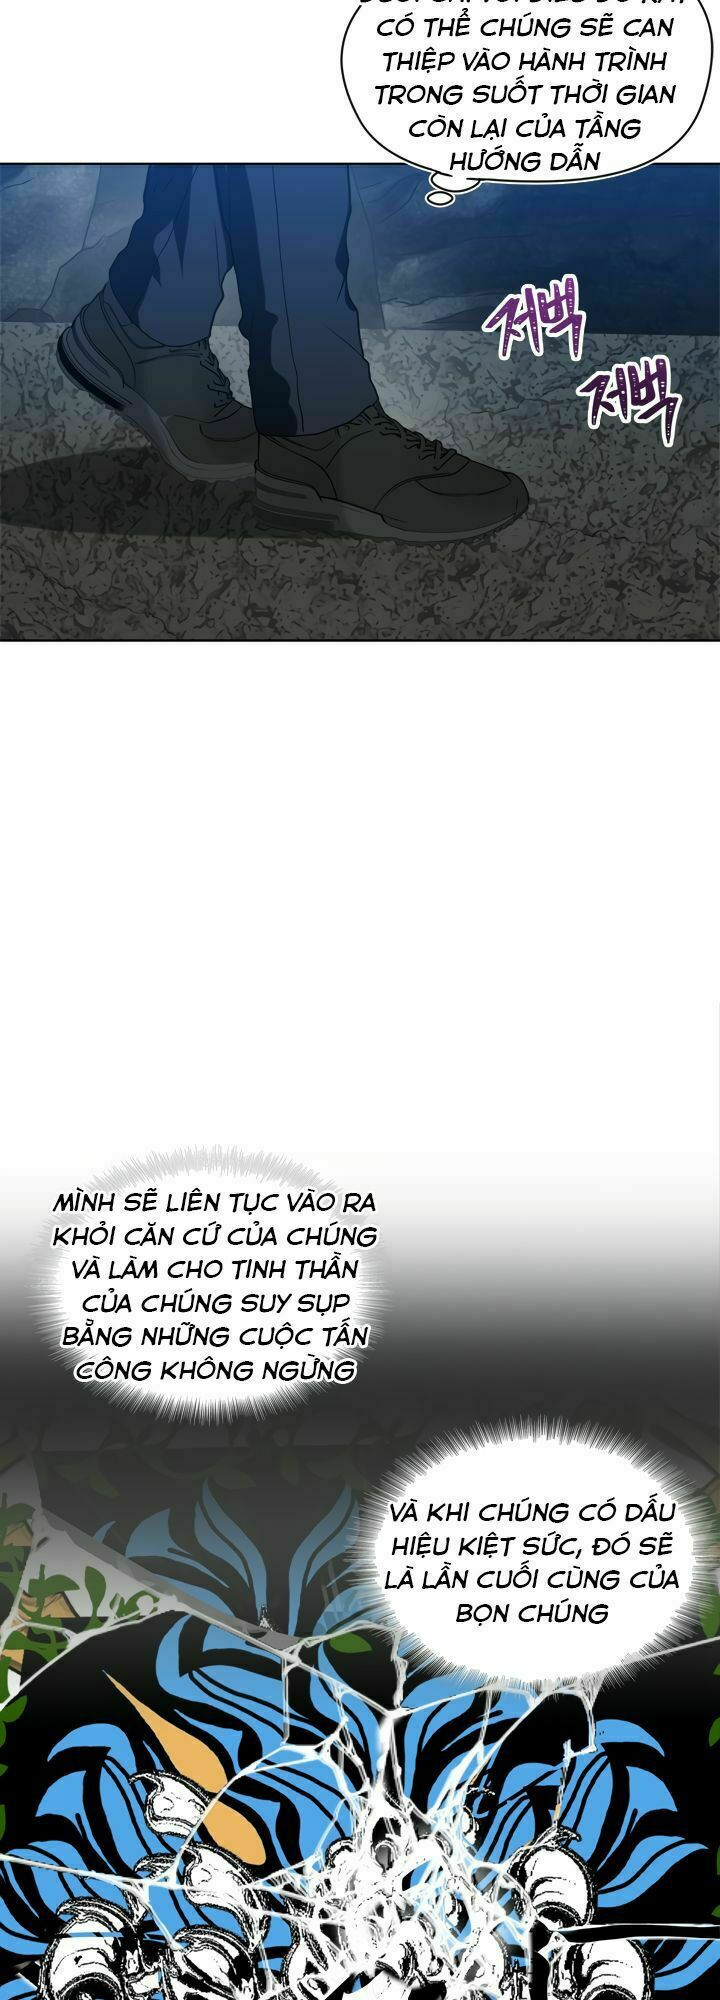 CÓ THỂ CHÚNG SẼ CAN
THIỆP VÀO HÀNH TRÌNH
TRONG SUỐT THỜI GIAN
CÒN LẠI CỦA TẦNG
HƯỚNG DẪN
저벅
저벅
MÌNH SẼ LIÊN TỤC VÀO RA
KHỎI CĂN CỨ CỦA CHÚNG
VÀ LÀM CHO TINH THẦN
CỦA CHÚNG SUY SỤP
BẰNG NHỮNG CUỘC TẤN
CÔNG KHÔNG NGỪNG
VÀ KHI CHÚNG CÓ DẤU
HIỆU KIỆT SỨC, ĐÓ SẼ
LÀ LẦN CUỐI CÙNG CỦA
BỌN CHÚNG